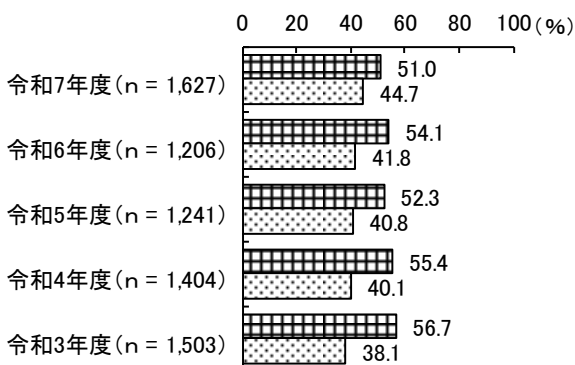 0 20 40 60 80 100(%)
令和7年度(n = 1,627) 51.0 44.7
令和6年度(n = 1,206) 54.1 41.8
令和5年度(n = 1,241) 52.3 40.8
令和4年度(n = 1,404) 55.4 40.1
令和3年度(n = 1,503) 56.7 38.1